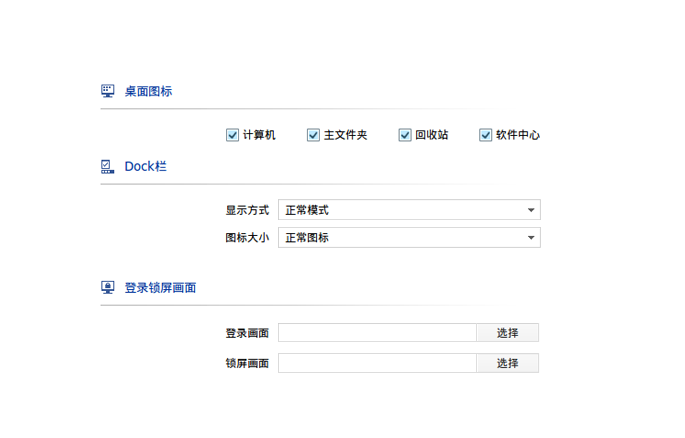 桌面图标
计算机 主文件夹 回收站 软件中心
Dock栏
显示方式 正常模式
图标大小 正常图标
登录锁屏画面
登录画面 选择
锁屏画面 选择